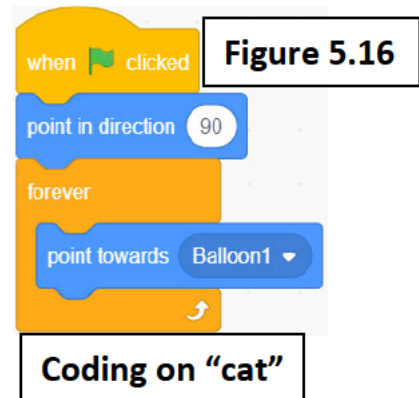 when clicked
Figure 5.16
point in direction 90
forever
point towards Balloon1
Coding on “cat”